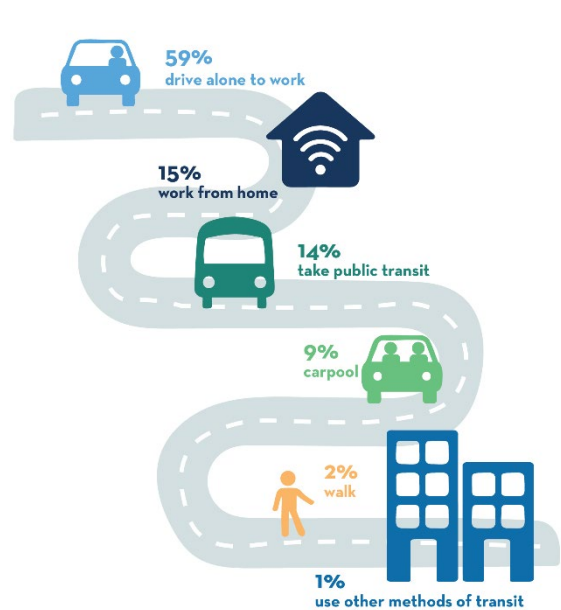 59%
drive alone to work
15%
work from home
14%
take public transit
9%
carpool
2%
walk
1%
use other methods of transit